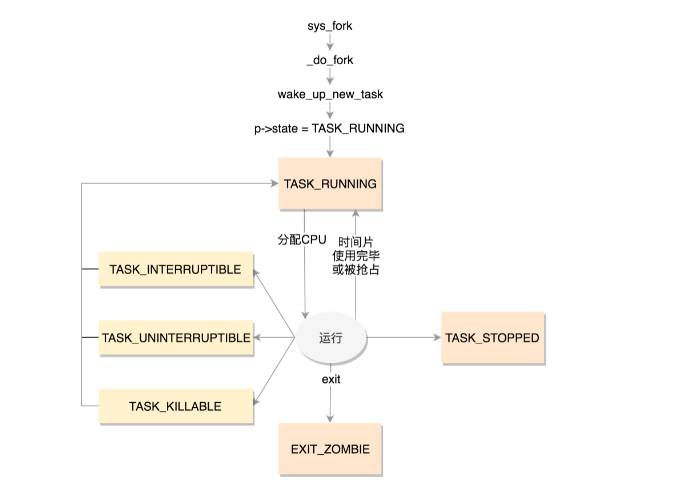 sys_fork
_do_fork
wake_up_new_task
p->state = TASK_RUNNING
TASK_RUNNING
分配CPU
时间片
使用完毕
或被抢占
TASK_INTERRUPTIBLE
TASK_UNINTERRUPTIBLE
运行
TASK_STOPPED
exit
TASK_KILLABLE
EXIT_ZOMBIE